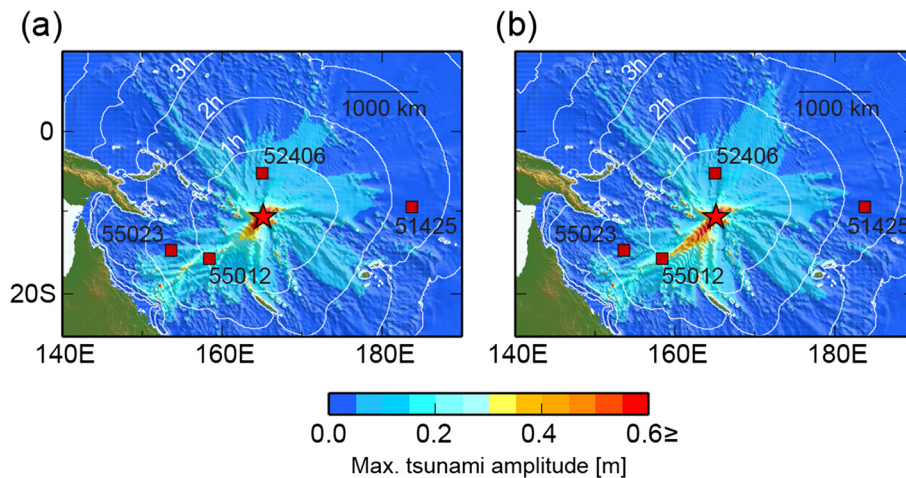 (a)
(b)
3h
2h
1h
1000 km
52406
51425
55023
55012
0
20S
140E
160E
180E
3h
2h
1h
1000 km
52406
51425
55023
55012
140E
160E
180E
0.0
0.2
0.4
0.6≥
Max. tsunami amplitude [m]